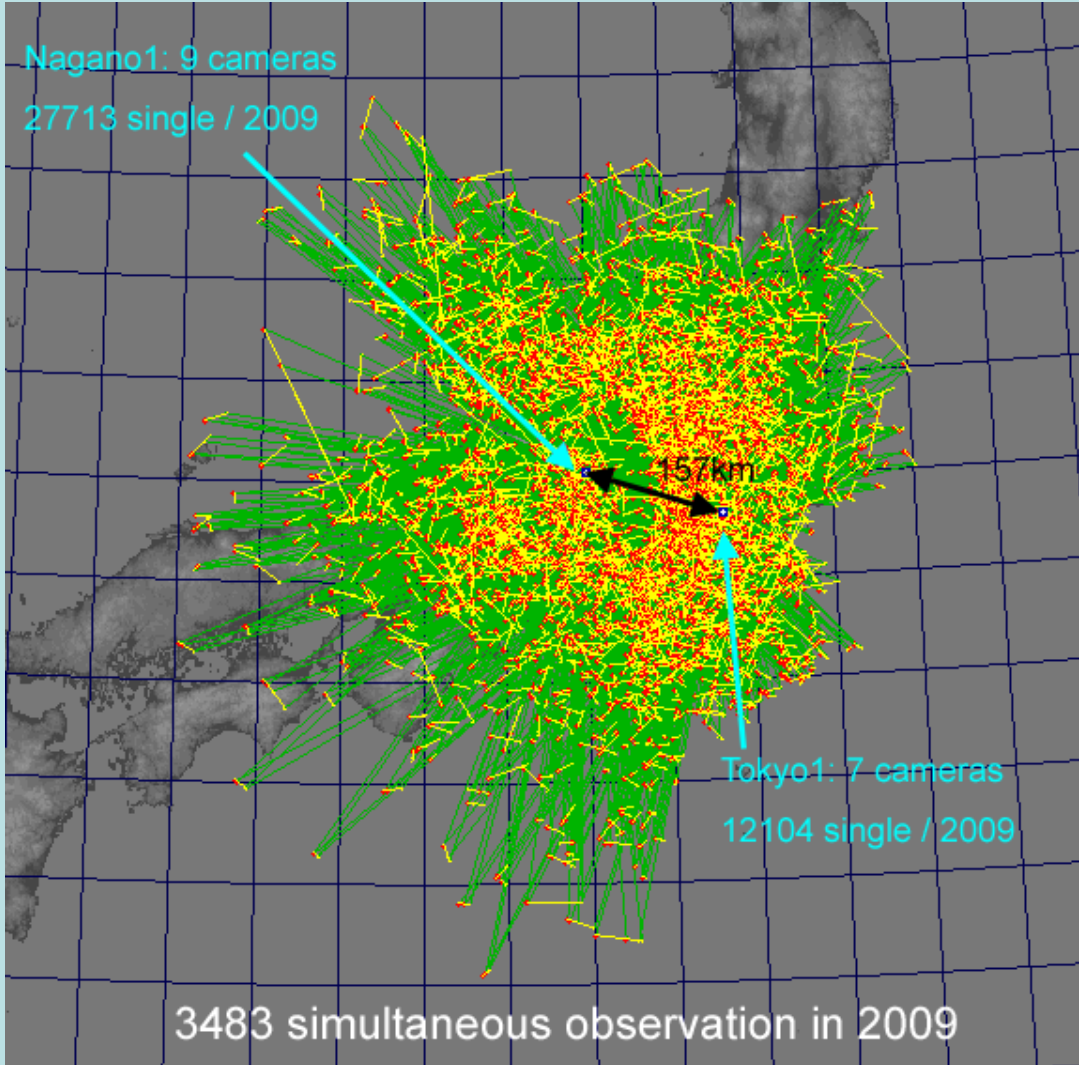 Nagano1: 9 cameras
27713 single / 2009
157km
Tokyo1: 7 cameras
12104 single / 2009
3483 simultaneous observation in 2009